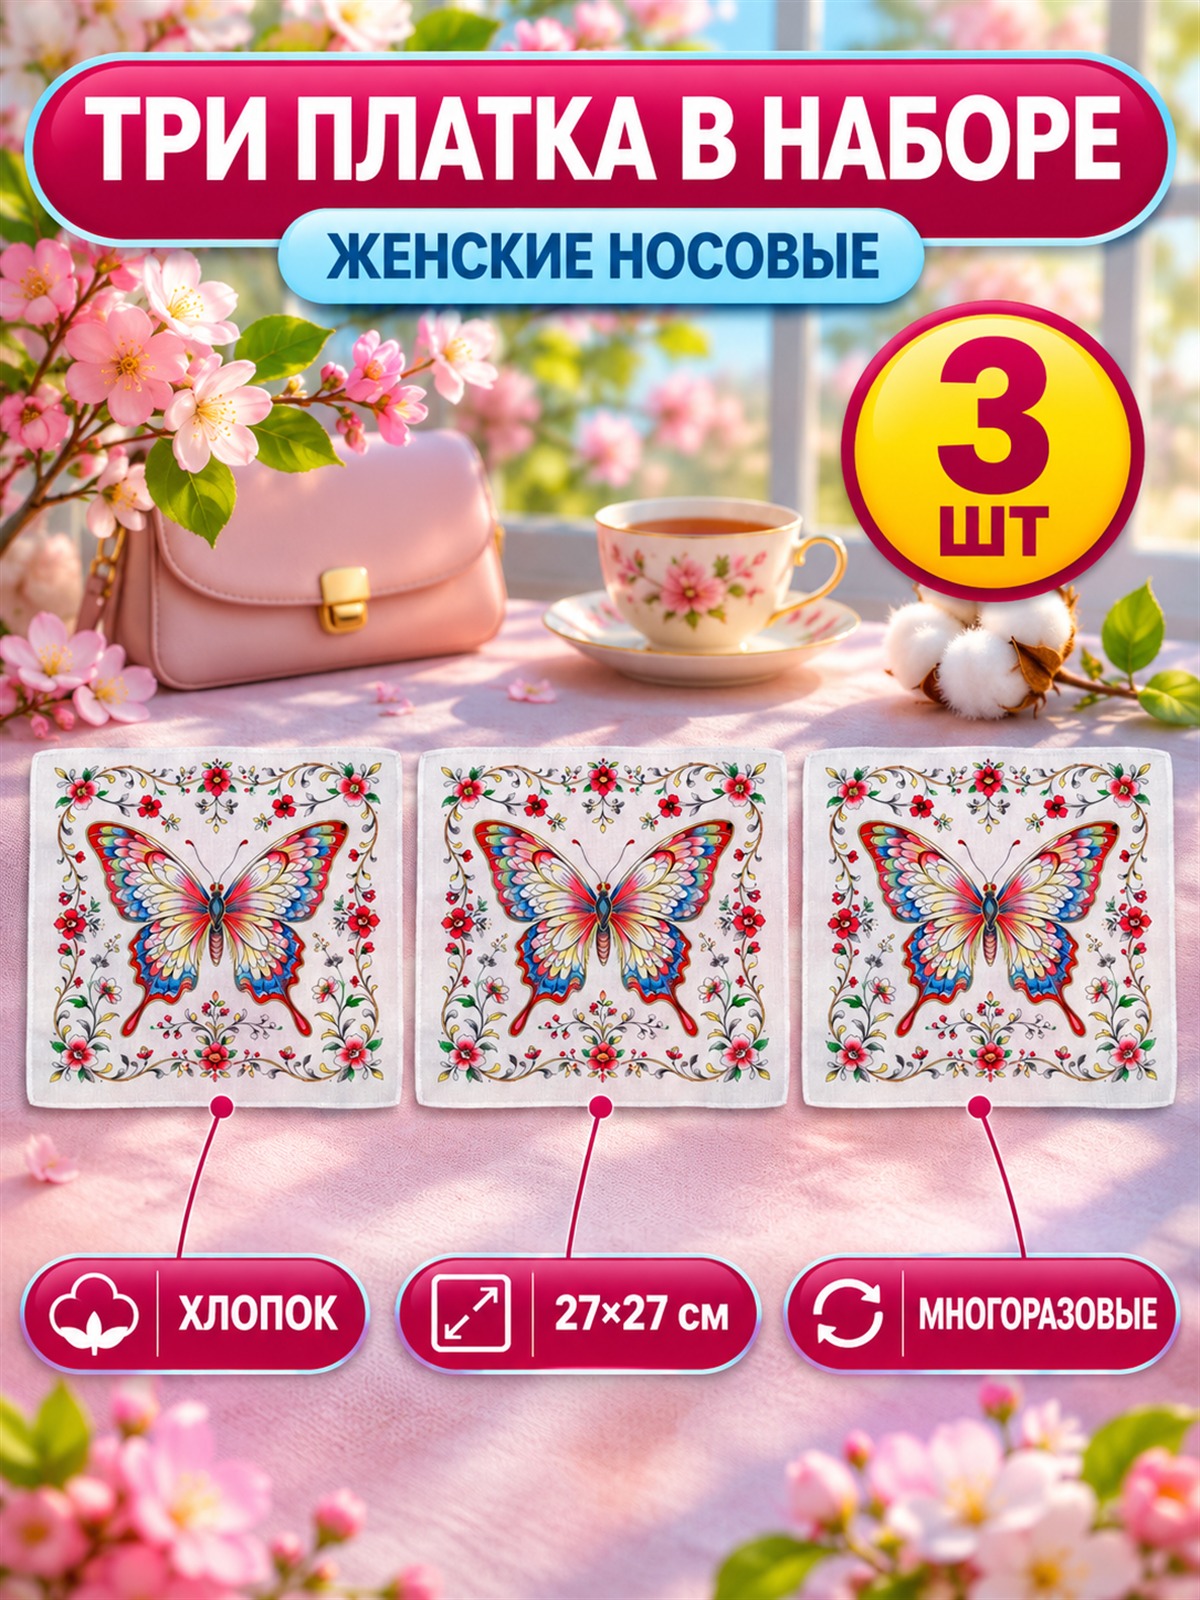 ТРИ ПЛАТКА В НАБОРЕ
ЖЕНСКИЕ НОСОВЫЕ
3
ШТ
ХЛОПОК
27×27 см
МНОГОРАЗОВЫЕ